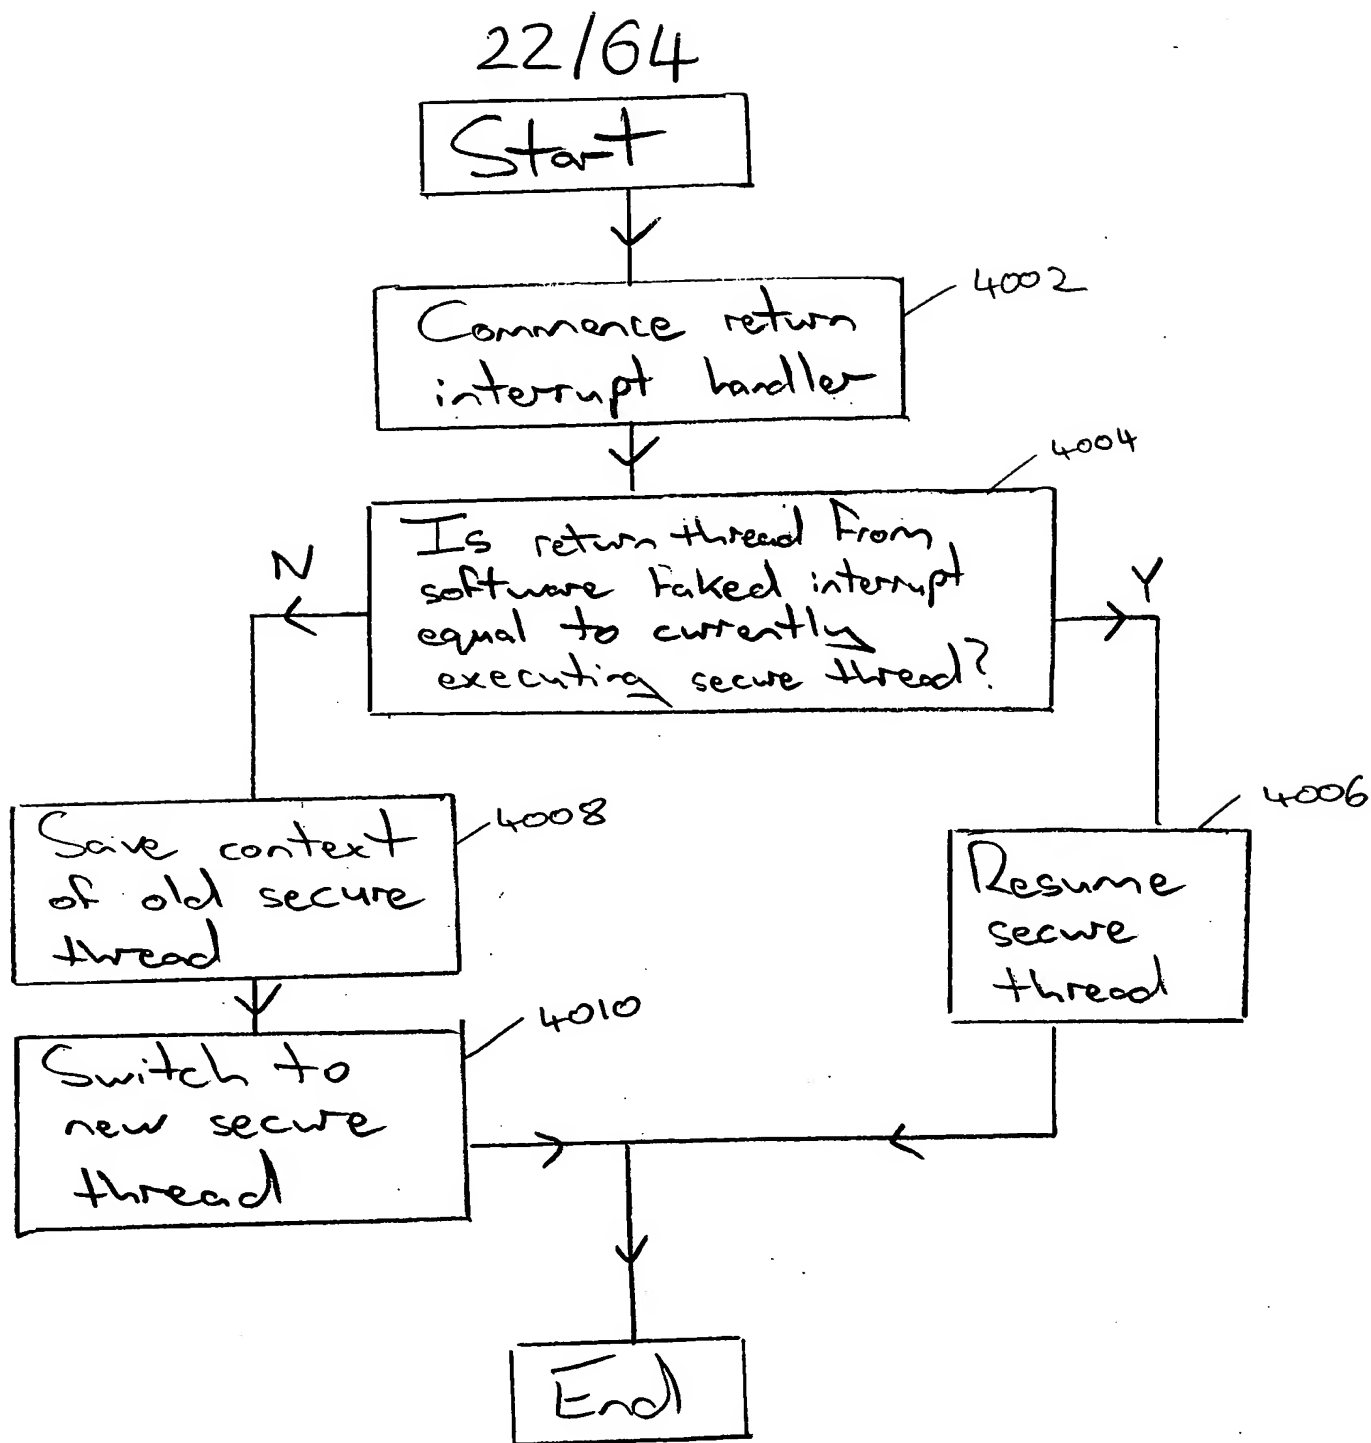 22/64
Start
Commence return
interrupt handler
4002
4004
Is return thread from
software faked interrupt
equal to currently
executing secure thread?
N
Y
Save context
of old secure
thread
4008
4006
Resume
secure
thread
Switch to
new secure
thread
4010
End